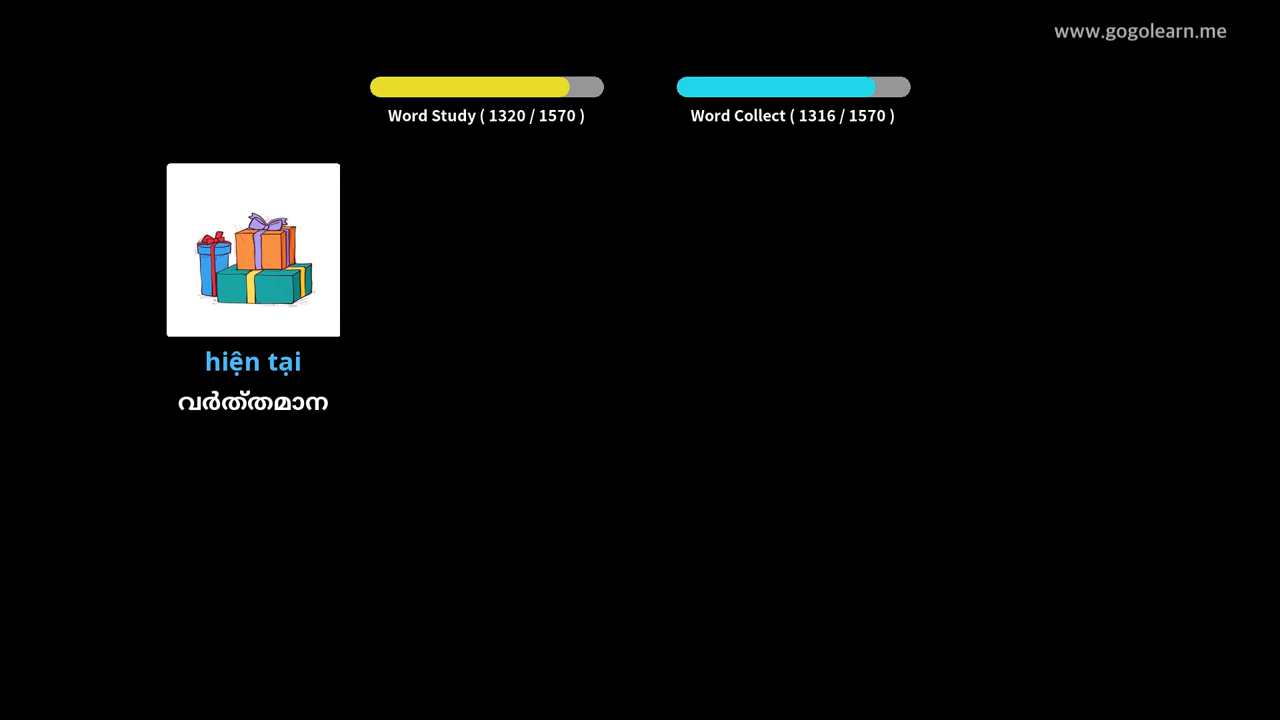 www.gogolearn.me
Word Study ( 1320 / 1570 )
Word Collect ( 1316 / 1570 )
hiện tại
വർത്തമാന